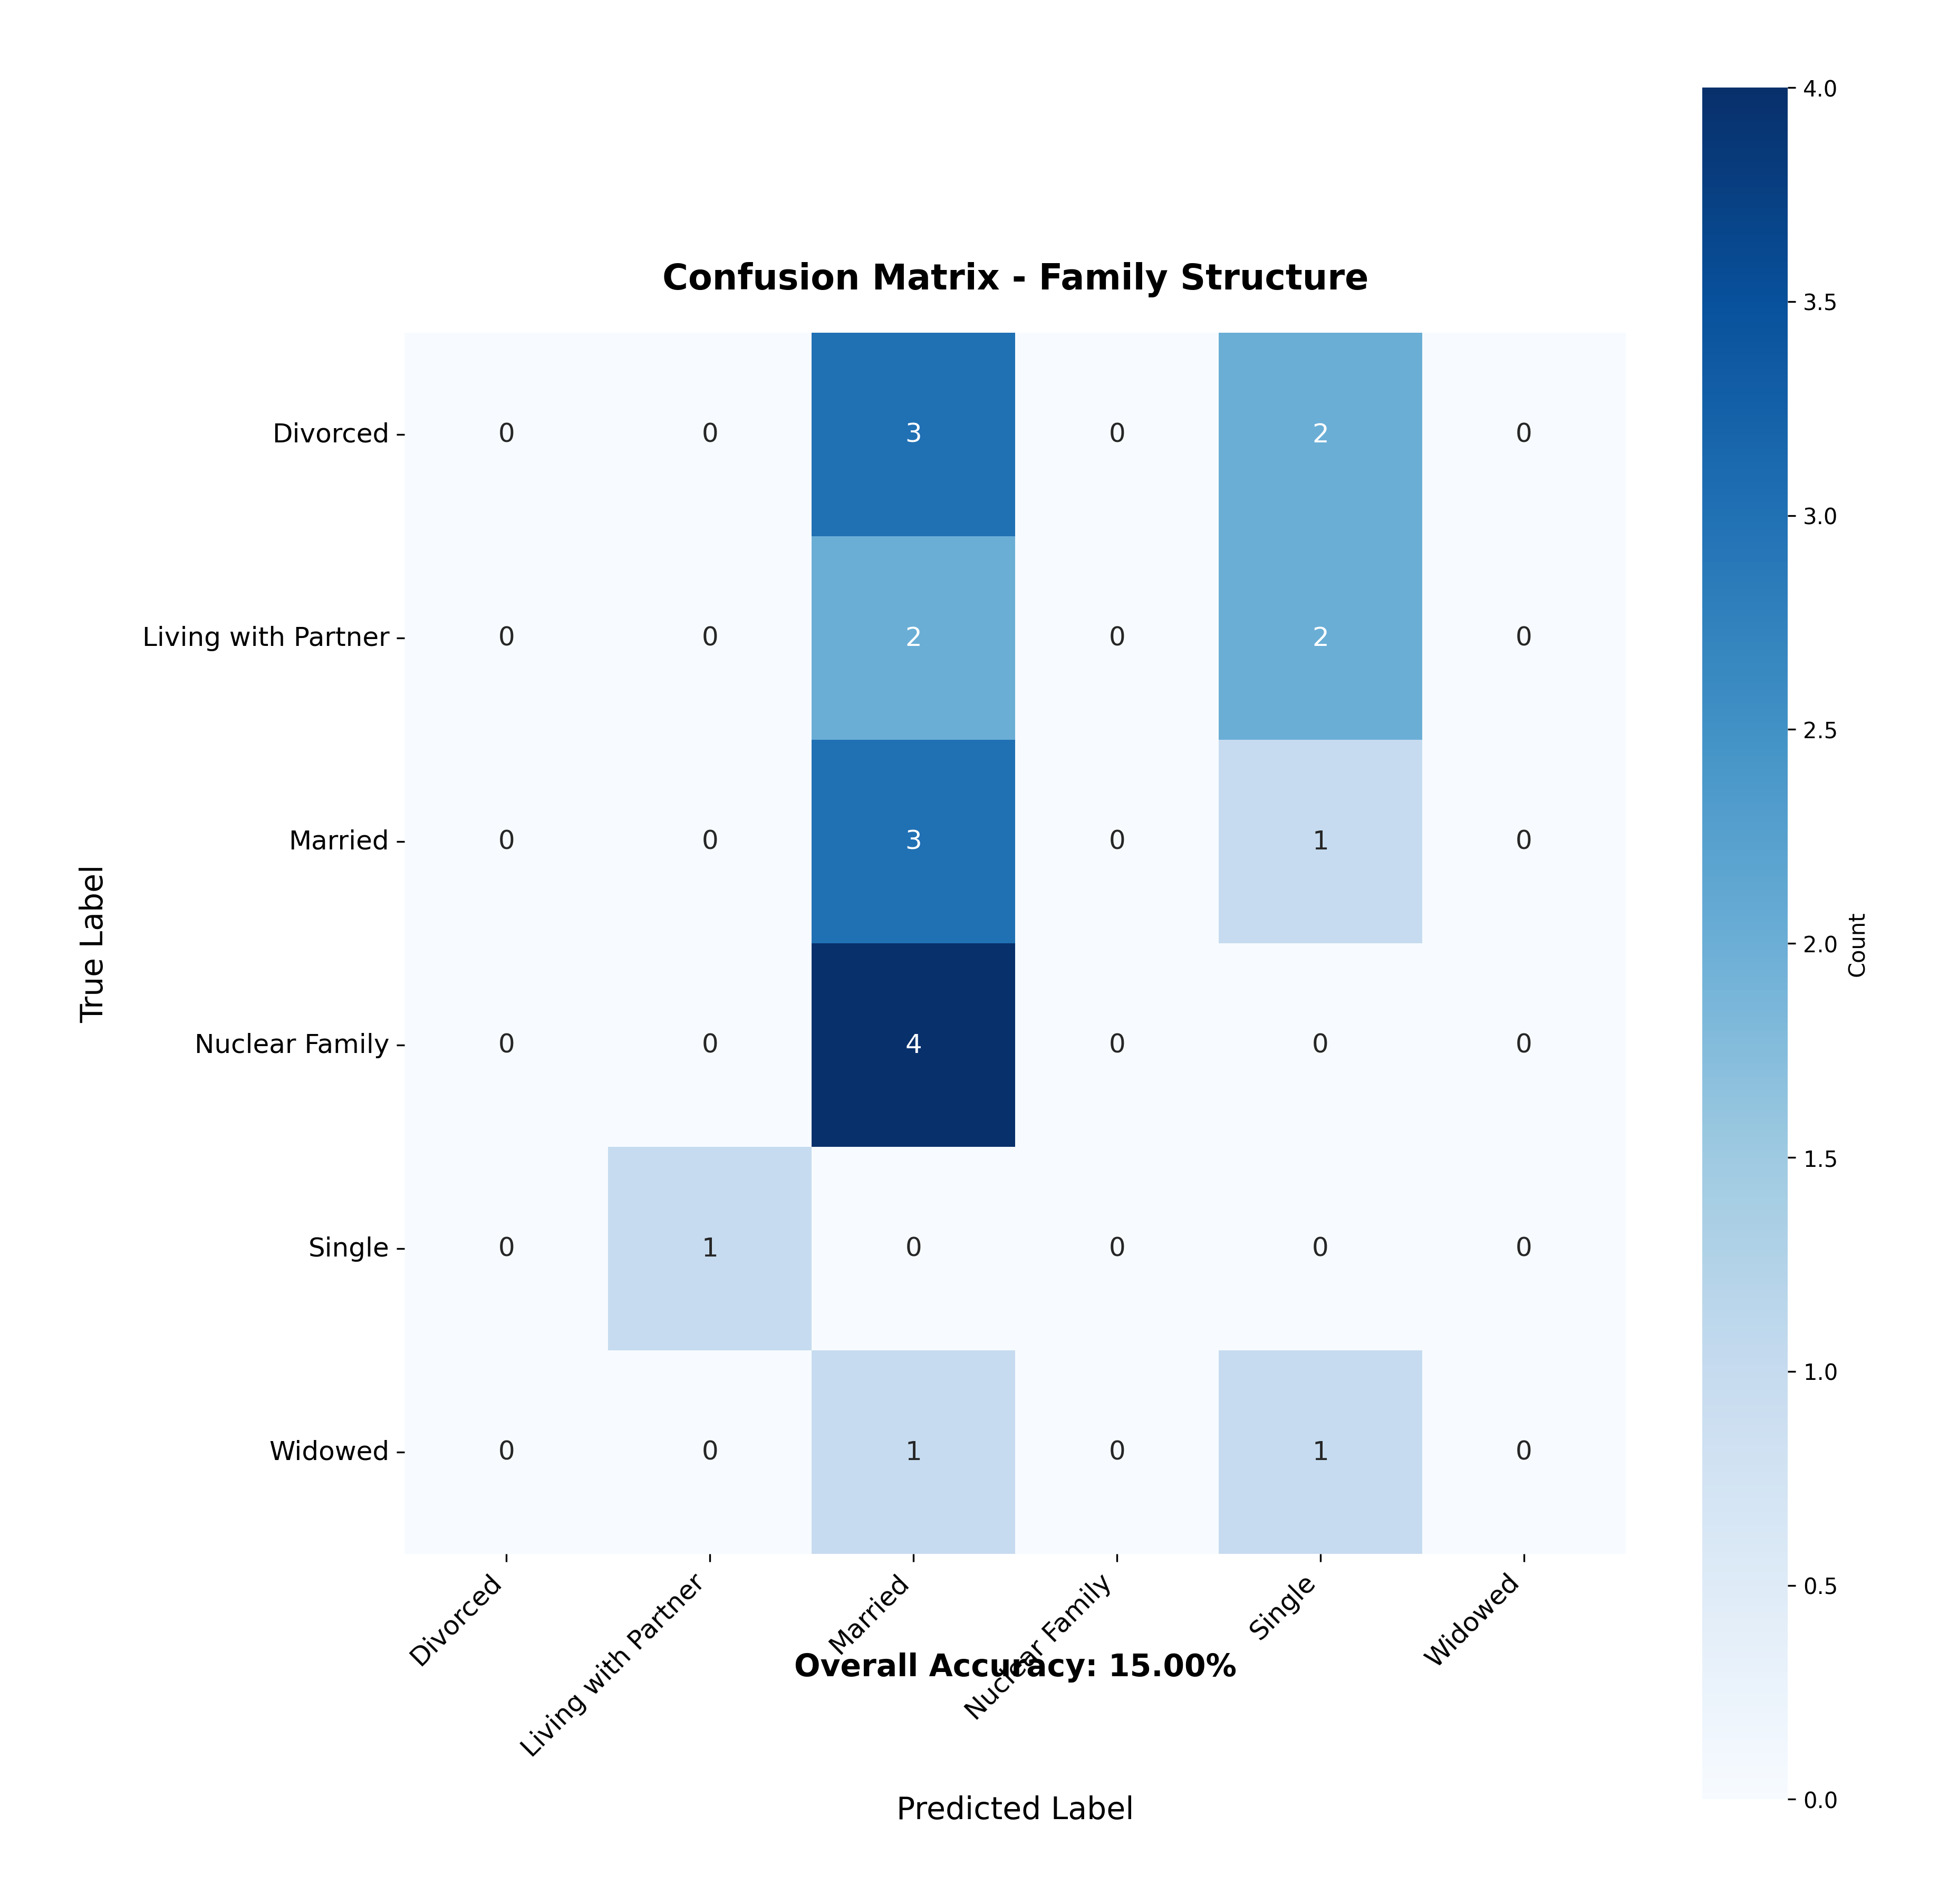 Confusion Matrix - Family Structure
Divorced 0 0 3 0 2 0
Living with Partner 0 0 2 0 2 0
Married 0 0 3 0 1 0
Nuclear Family 0 0 4 0 0 0
Single 0 1 0 0 0 0
Widowed 0 0 1 0 1 0
True Label
Divorced
Living with Partner
Married
Nuclear Family
Single
Widowed
Overall Accuracy: 15.00%
Predicted Label
4.0
3.5
3.0
2.5
2.0
1.5
1.0
0.5
0.0
Count